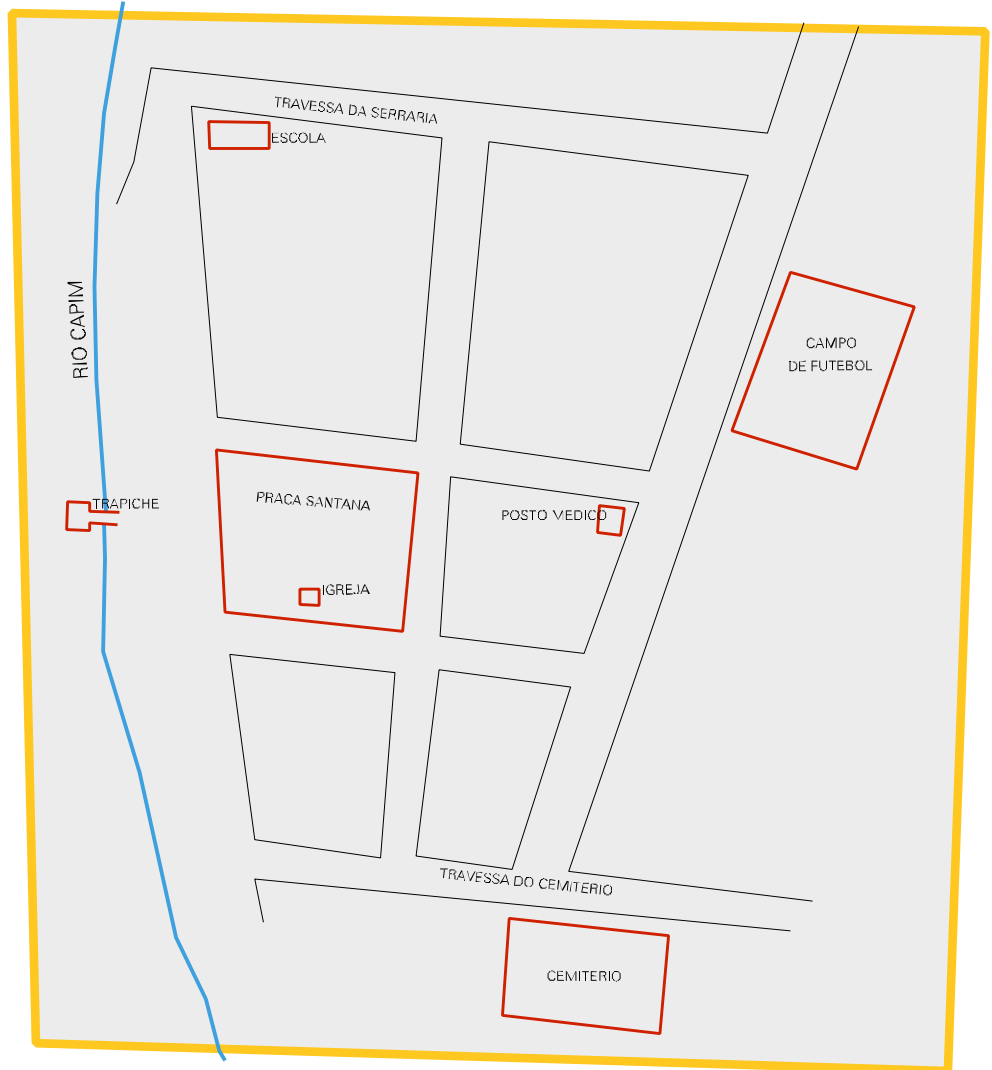 TRAVESSA DA SERRARIA
ESCOLA
RIO CAPIM
CAMPO
DE FUTEBOL
TRAPICHE
PRACA SANTANA
POSTO MEDICO
IGREJA
TRAVESSA DO CEMITERIO
CEMITERIO